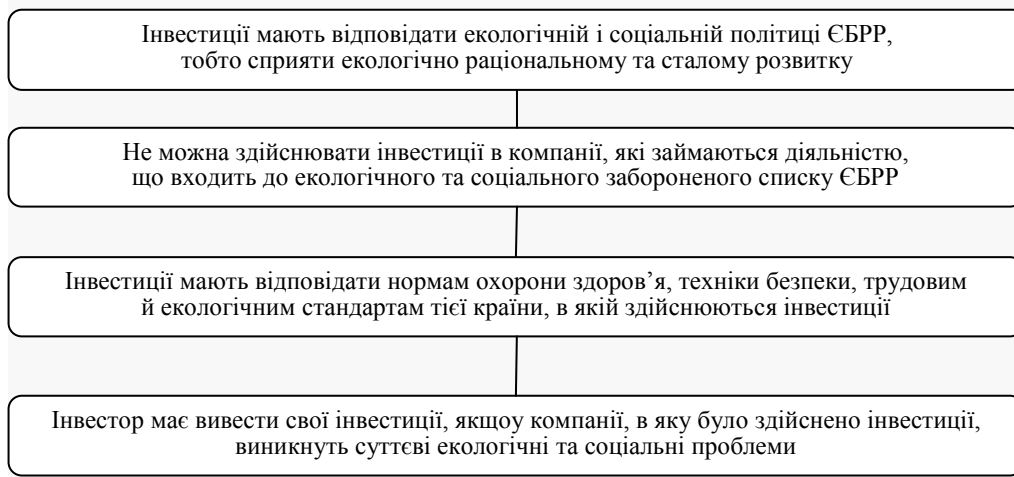 Інвестиції мають відповідати екологічній і соціальній політиці ЄБРР,
тобто сприяти екологічно раціональному та сталому розвитку
Не можна здійснювати інвестиції в компанії, які займаються діяльністю,
що входить до екологічного та соціального забороненого списку ЄБРР
Інвестиції мають відповідати нормам охорони здоров’я, техніки безпеки, трудовим
й екологічним стандартам тієї країни, в якій здійснюються інвестиції
Інвестор має вивести свої інвестиції, якщоу компанії, в яку було здійснено інвестиції,
виникнуть суттєві екологічні та соціальні проблеми